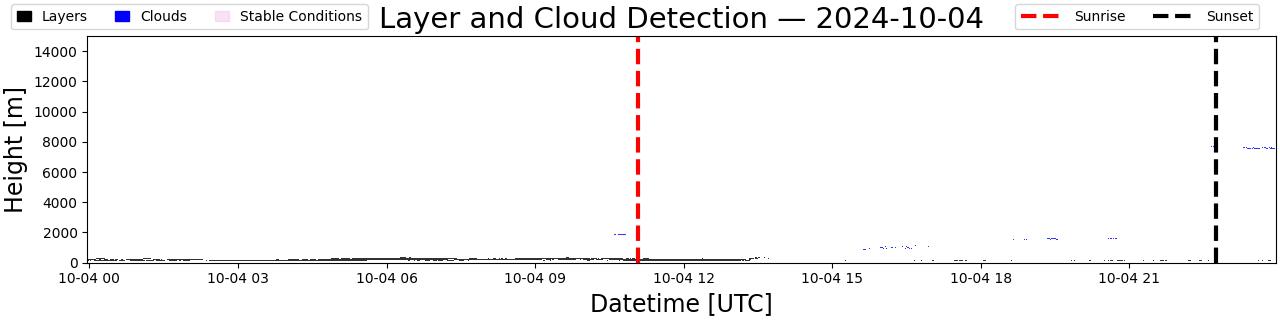 Layers Clouds Stable Conditions
Layer and Cloud Detection — 2024-10-04
Sunrise Sunset
Height [m]
14000
12000
10000
8000
6000
4000
2000
0
10-04 00 10-04 03 10-04 06 10-04 09 10-04 12 10-04 15 10-04 18 10-04 21
Datetime [UTC]